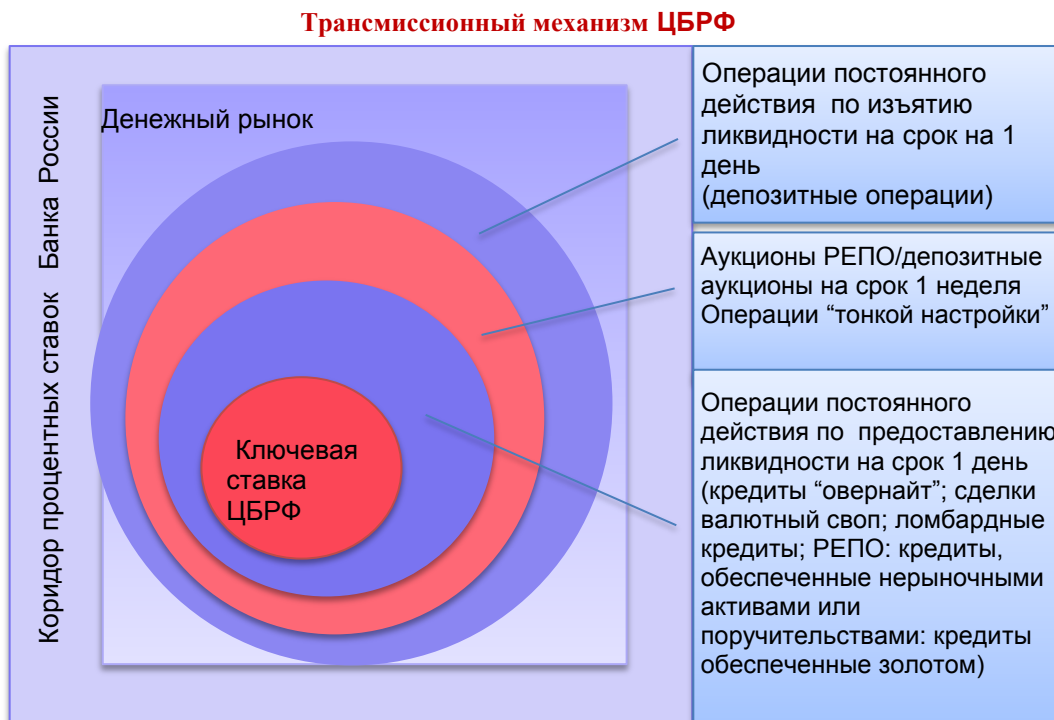 Трансмиссионный механизм ЦБРФ
Коридор процентных ставок Банка России
Денежный рынок
Ключевая
ставка
ЦБРФ
Операции постоянного
действия по изъятию
ликвидности на срок на 1
день
(депозитные операции)
Аукционы РЕПО/депозитные
аукционы на срок 1 неделя
Операции “тонкой настройки”
Операции постоянного
действия по предоставлению
ликвидности на срок 1 день
(кредиты “овернайт”; сделки
валютный своп; ломбардные
кредиты; РЕПО: кредиты,
обеспеченные нерыночными
активами или
поручительствами: кредиты
обеспеченные золотом)